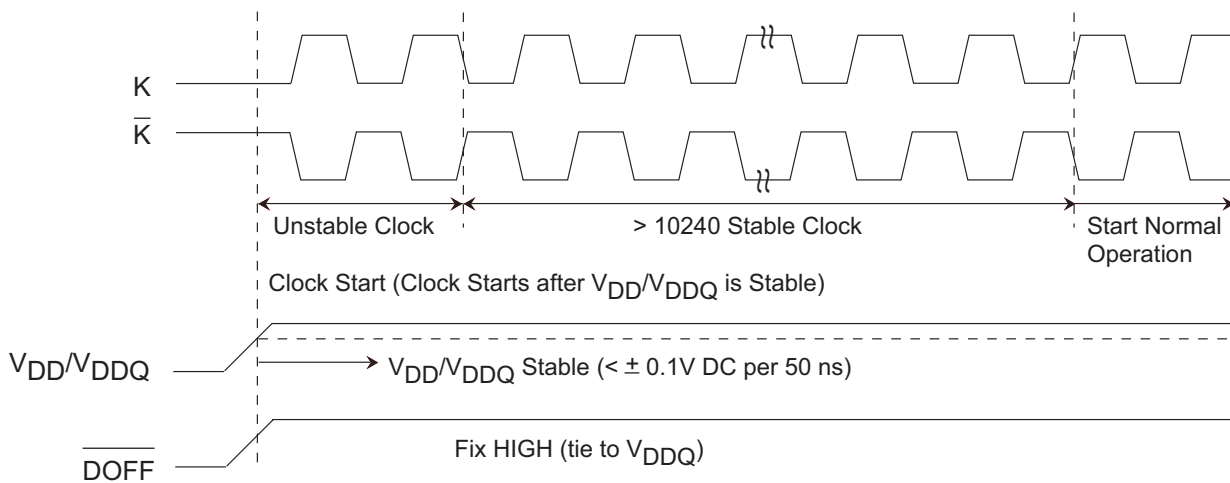 K
K̅
Unstable Clock
> 10240 Stable Clock
Start Normal
Operation
Clock Start (Clock Starts after VDD/VDDQ is Stable)
VDD/VDDQ
VDD/VDDQ Stable (< ± 0.1V DC per 50 ns)
Fix HIGH (tie to VDDQ)
D̅O̅F̅F̅